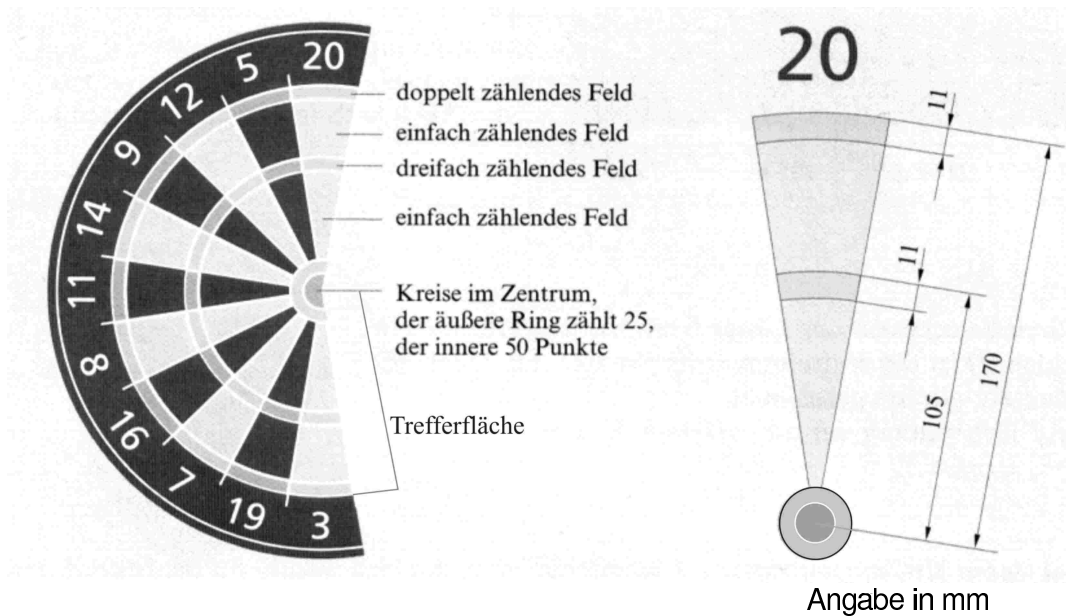 20
5
12
9
14
11
8
16
7
19
3
doppelt zählendes Feld
einfach zählendes Feld
dreifach zählendes Feld
einfach zählendes Feld
Kreise im Zentrum,
der äußere Ring zählt 25,
der innere 50 Punkte
Trefferfläche
20
11
11
170
105
Angabe in mm